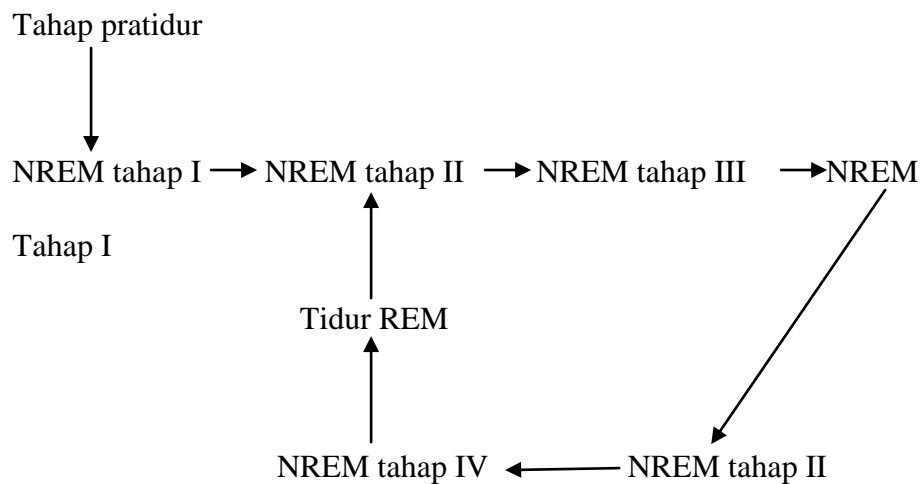 Tahap pratidur
NREM tahap I NREM tahap II NREM tahap III NREM
Tahap I
Tidur REM
NREM tahap IV NREM tahap II